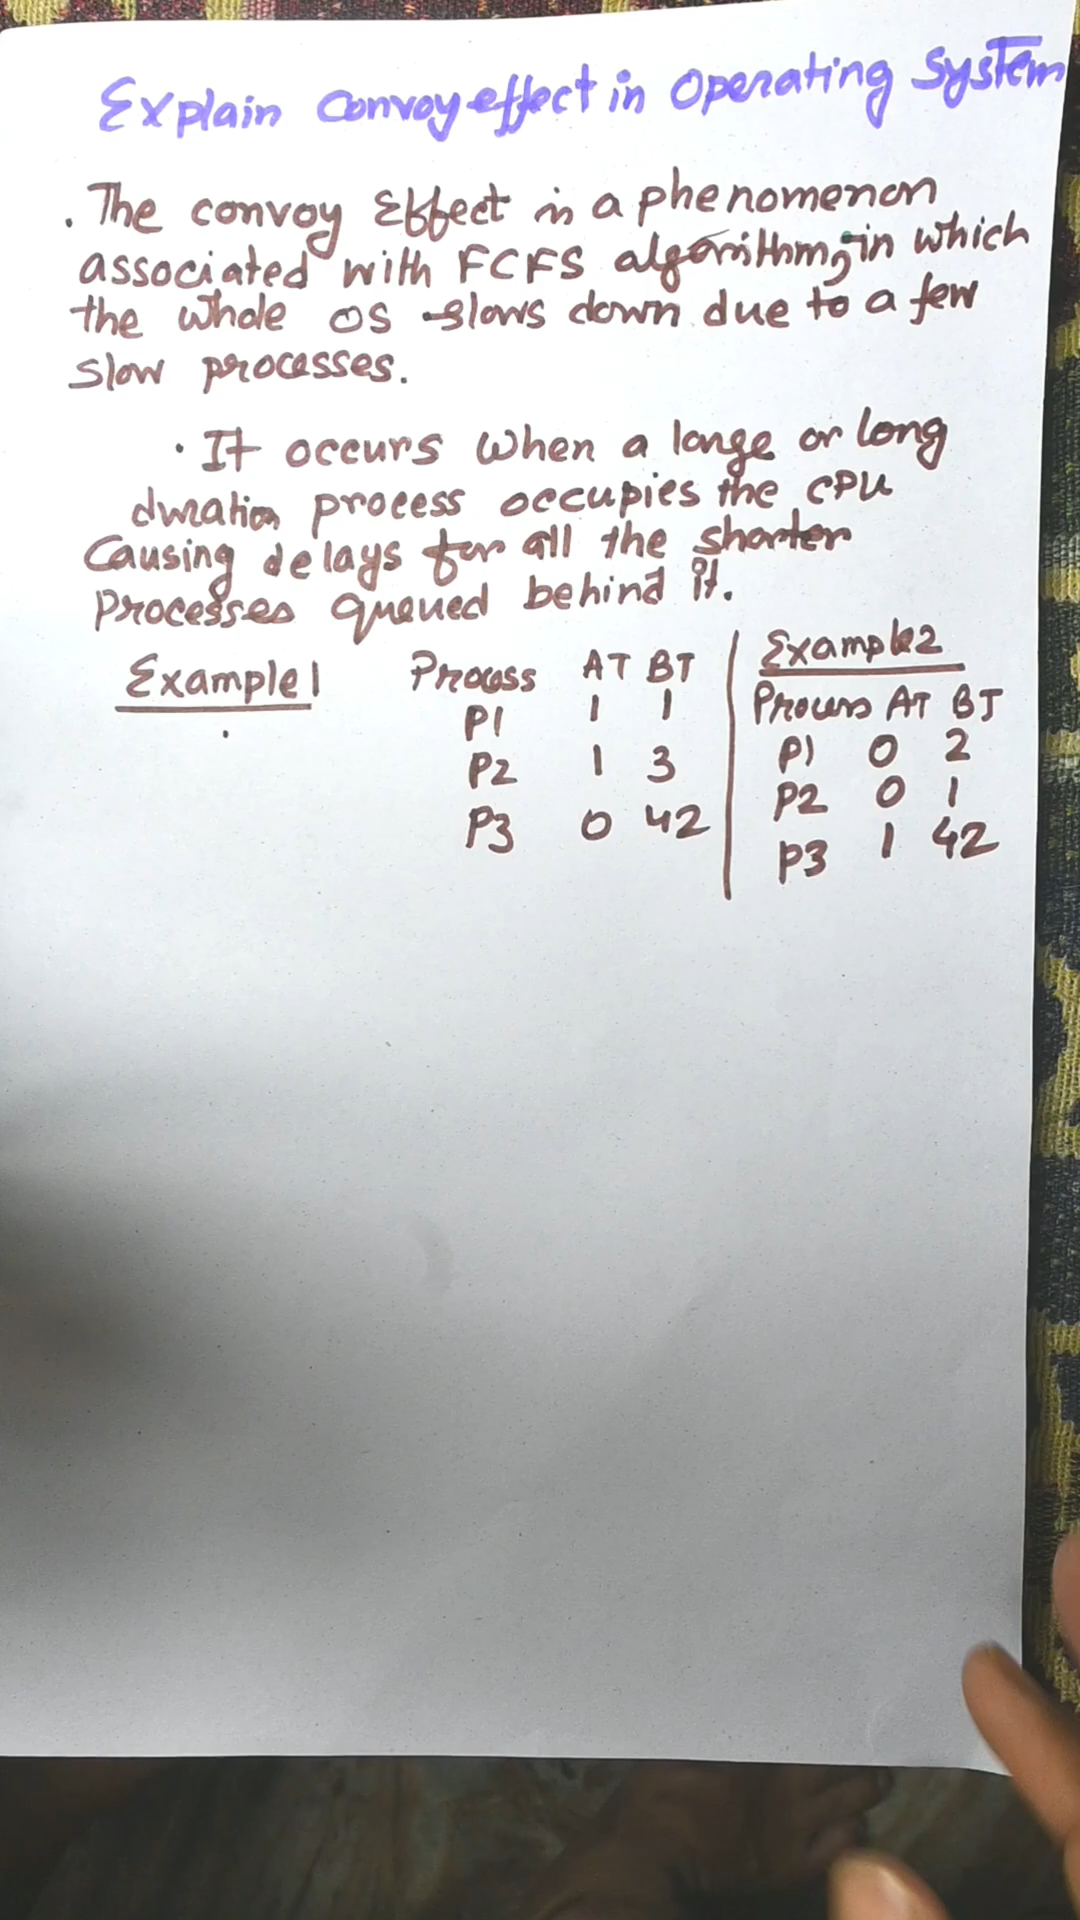 Explain Convoy effect in Operating System
. The convoy Effect is a phenomenon
associated with FCFS algorithm, in which
the whole OS slows down due to a few
slow processes.
. It occurs when a large or long
duration process occupies the CPU
Causing delays for all the shorter
Processes queued behind it.
Example 1
Process AT BT
P1 1 1
P2 1 3
P3 0 42
Example 2
Process AT BT
P1 0 2
P2 0 1
P3 1 42